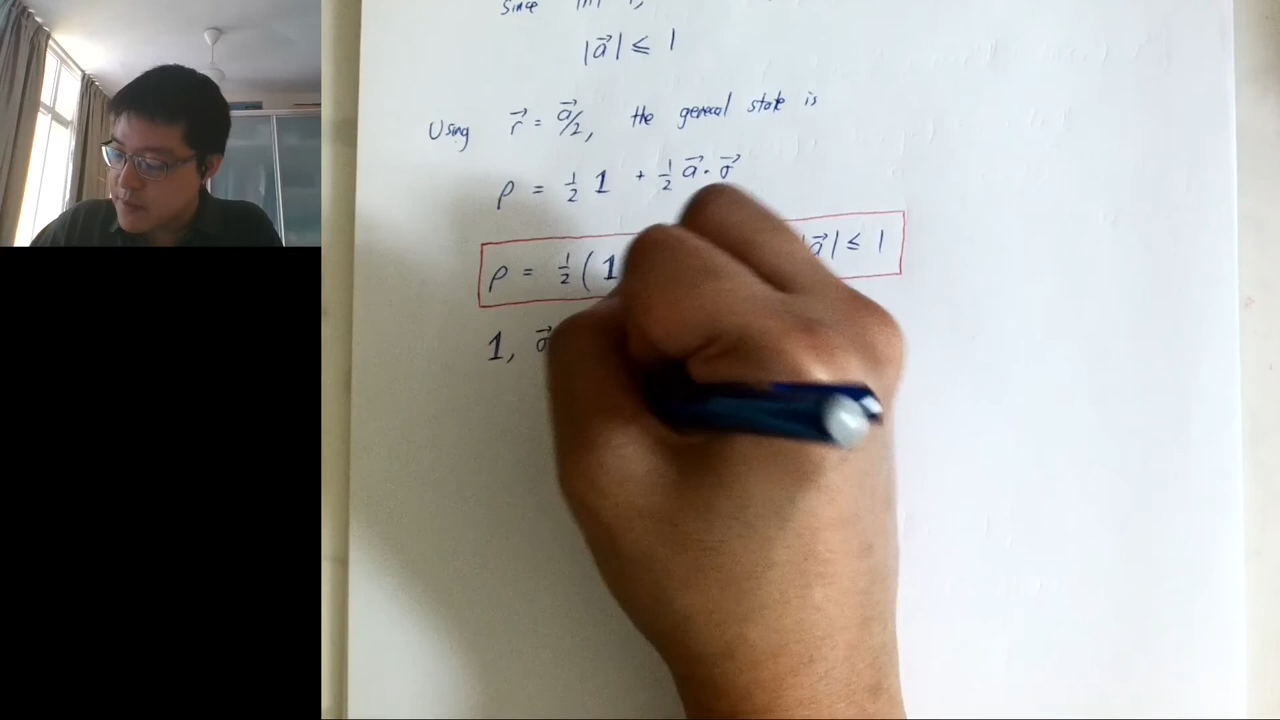 Since
|a⃗| ≤ 1
Using r⃗ = a⃗/2, the general state is
ρ = ½ 𝟏 + ½ a⃗ · σ⃗
ρ = ½ ( 𝟏 |a⃗| ≤ 1
𝟏, σ⃗